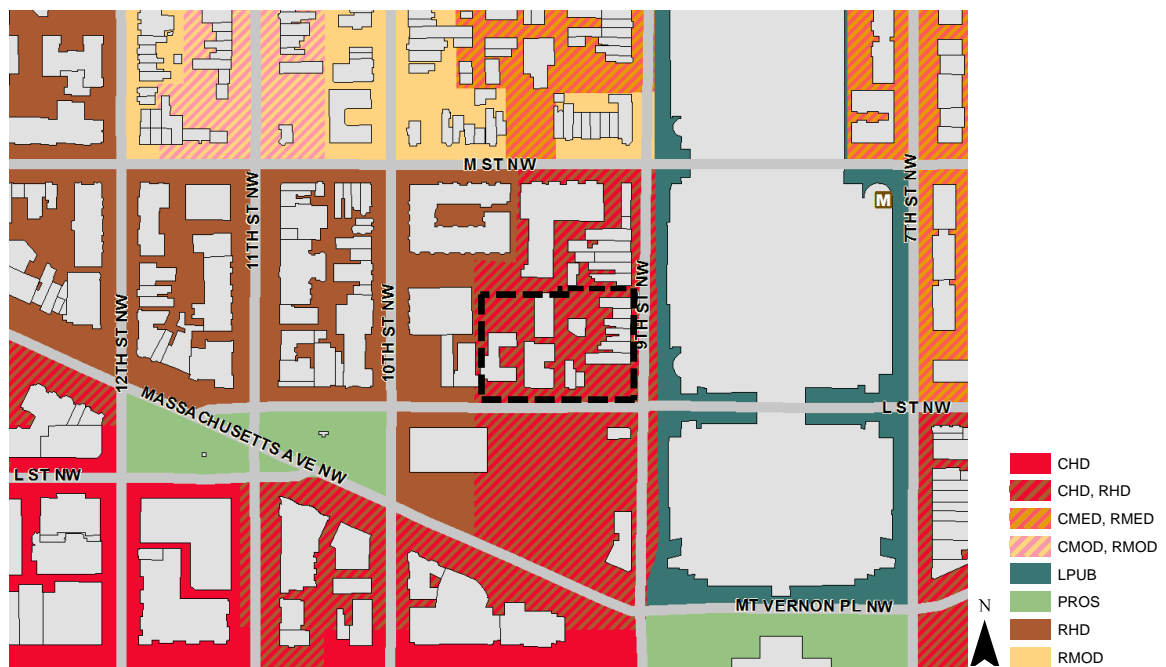 M ST NW
M
11TH ST NW
7TH ST NW
9TH ST NW
12TH ST NW
10TH ST NW
MASSACHUSETTS AVE NW
L ST NW
L ST NW
MT VERNON PL NW
N
CHD
CHD, RHD
CMED, RMED
CMOD, RMOD
LPUB
PROS
RHD
RMOD